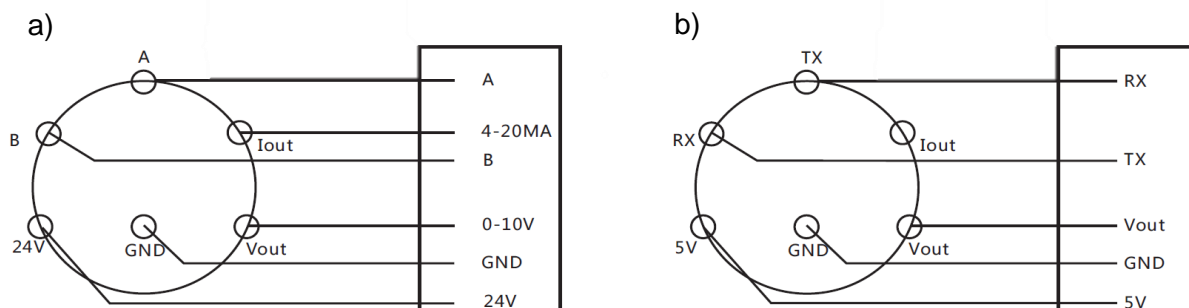 a)
A
A
B
Iout
4-20MA
B
24V
GND
Vout
0-10V
GND
24V
b)
TX
RX
RX
Iout
TX
5V
GND
Vout
Vout
GND
5V